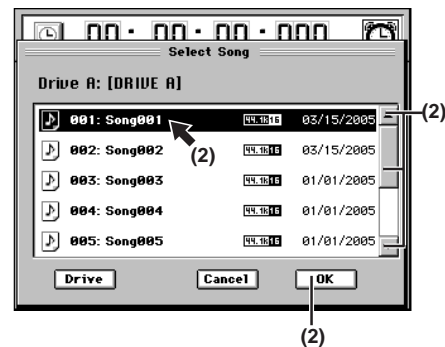 00 · 00 · 00 · 000
Select Song
Drive A: [DRIVE A]
001: Song001 44.1K16 03/15/2005
(2)
002: Song002 44.1K16 03/15/2005
(2)
003: Song003 44.1K16 01/01/2005
004: Song004 44.1K16 01/01/2005
005: Song005 44.1K16 01/01/2005
Drive Cancel OK
(2)